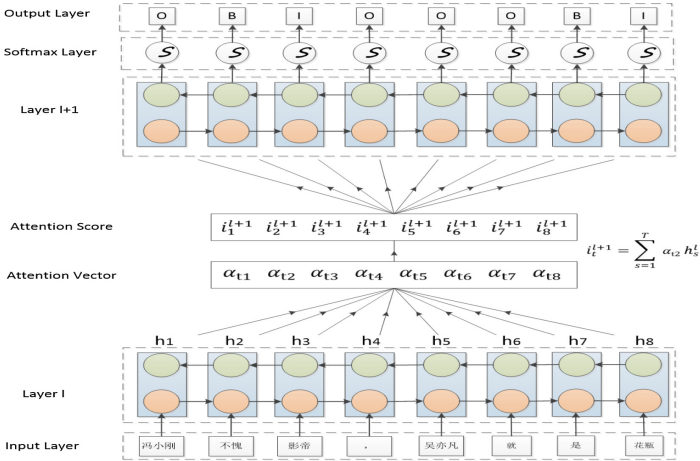 Output Layer O B I O O O B I
Softmax Layer S S S S S S S S
Layer l+1
Attention Score i_1^{l+1} i_2^{l+1} i_3^{l+1} i_4^{l+1} i_5^{l+1} i_6^{l+1} i_7^{l+1} i_8^{l+1}
i_t^{l+1} = \sum_{s=1}^{T} α_{t2} h_s^l
Attention Vector α_{t1} α_{t2} α_{t3} α_{t4} α_{t5} α_{t6} α_{t7} α_{t8}
h1 h2 h3 h4 h5 h6 h7 h8
Layer l
Input Layer 冯小刚 不愧 影帝 , 吴亦凡 就 是 花瓶